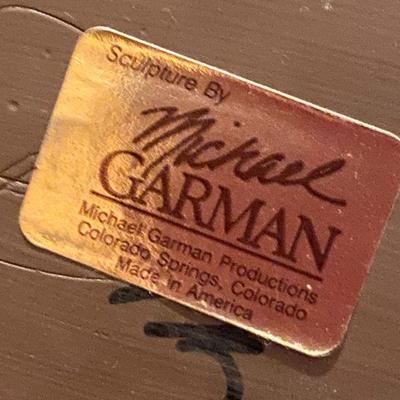 Sculpture By
Michael
GARMAN
Michael Garman Productions
Colorado Springs, Colorado
Made in America